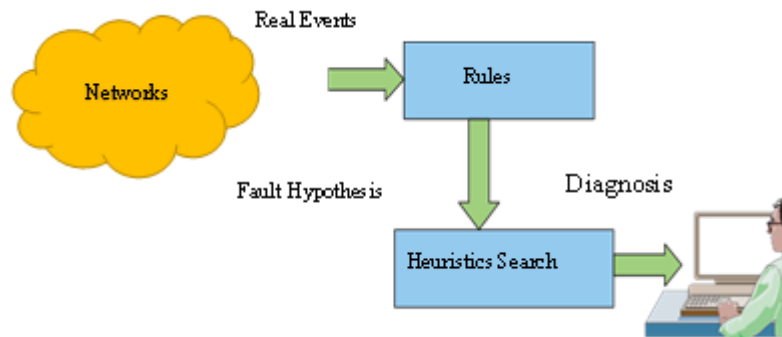 Real Events
Networks
Rules
Fault Hypothesis
Diagnosis
Heuristics Search